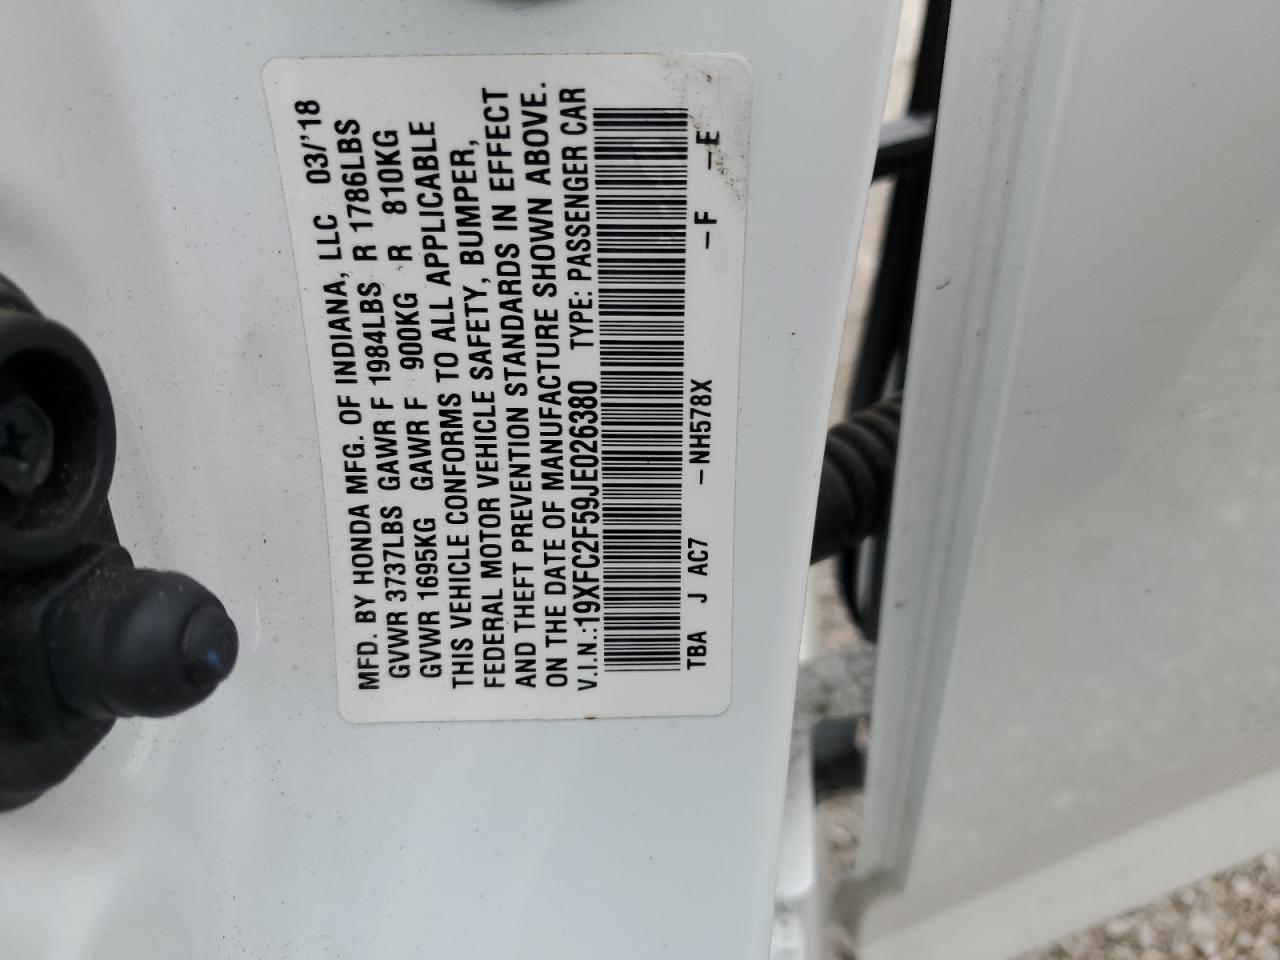 MFD. BY HONDA MFG. OF INDIANA, LLC 03/'18
GVWR 3737LBS GAWR F 1984LBS R 1786LBS
GVWR 1695KG GAWR F 900KG R 810KG
THIS VEHICLE CONFORMS TO ALL APPLICABLE
FEDERAL MOTOR VEHICLE SAFETY, BUMPER,
AND THEFT PREVENTION STANDARDS IN EFFECT
ON THE DATE OF MANUFACTURE SHOWN ABOVE.
V.I.N.:19XFC2F59JE026380 TYPE: PASSENGER CAR
TBA J AC7 –NH578X –F –E